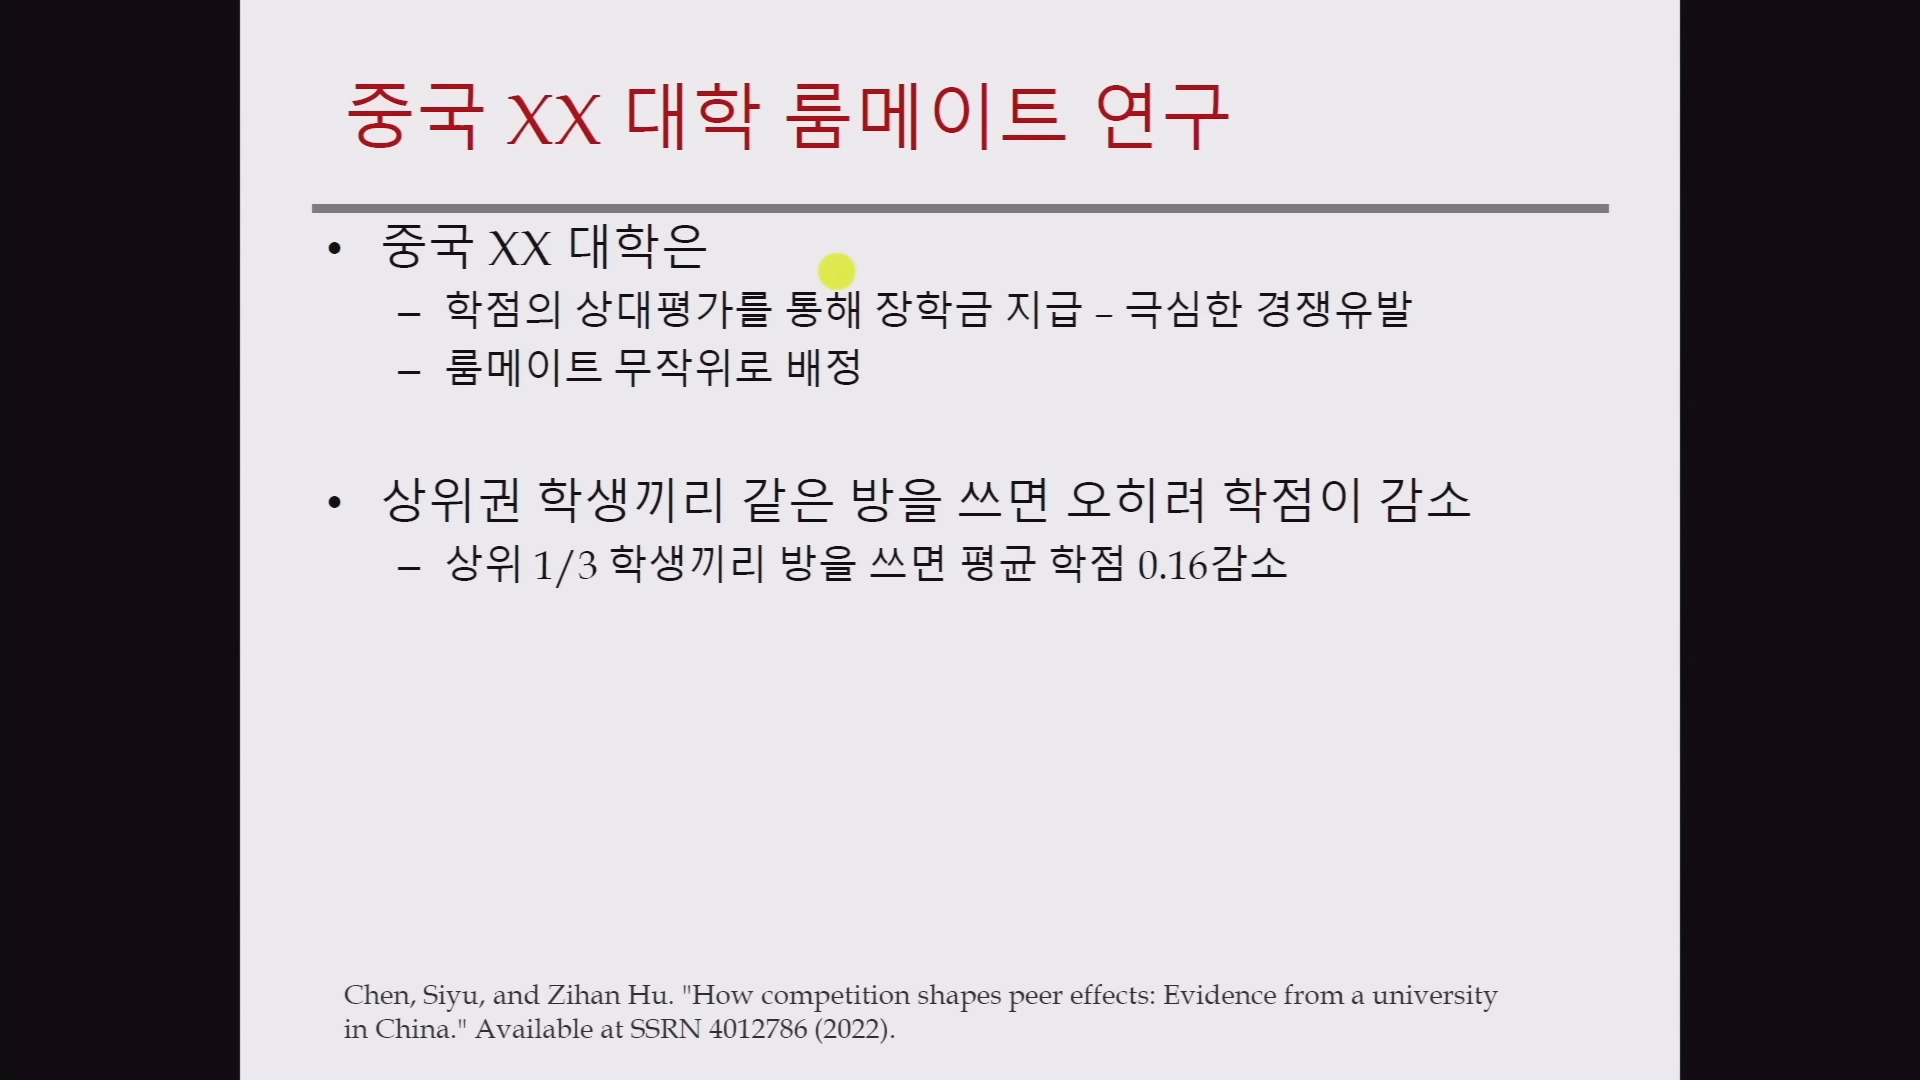 중국 XX 대학 룸메이트 연구
• 중국 XX 대학은
– 학점의 상대평가를 통해 장학금 지급 – 극심한 경쟁유발
– 룸메이트 무작위로 배정
• 상위권 학생끼리 같은 방을 쓰면 오히려 학점이 감소
– 상위 1/3 학생끼리 방을 쓰면 평균 학점 0.16감소
Chen, Siyu, and Zihan Hu. "How competition shapes peer effects: Evidence from a university
in China." Available at SSRN 4012786 (2022).